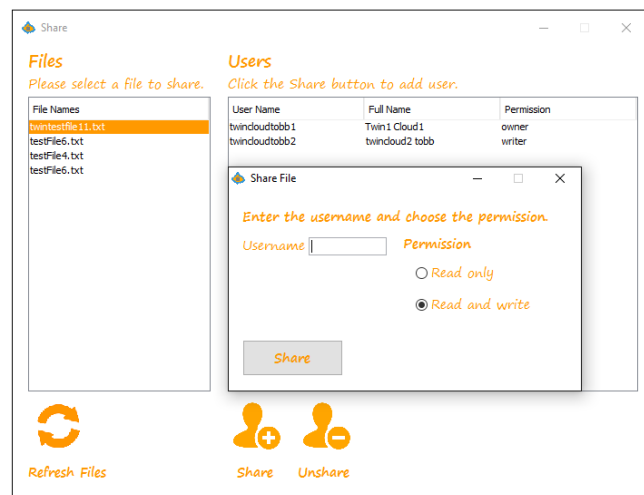 Share
Files
Please select a file to share.
File Names
twintestfile11.txt
testFile6.txt
testFile4.txt
testFile6.txt
Users
Click the Share button to add user.
User Name Full Name Permission
twincloudtobb1 Twin1 Cloud1 owner
twincloudtobb2 twincloud2 tobb writer
Share File
Enter the username and choose the permission.
Username
Permission
Read only
Read and write
Share
Refresh Files
Share
Unshare